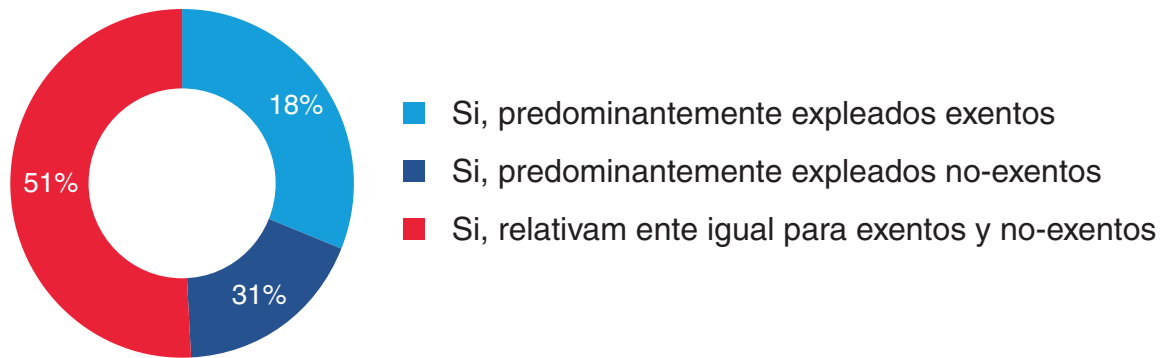 18%
51%
31%
Si, predominantemente expleados exentos
Si, predominantemente expleados no-exentos
Si, relativam ente igual para exentos y no-exentos